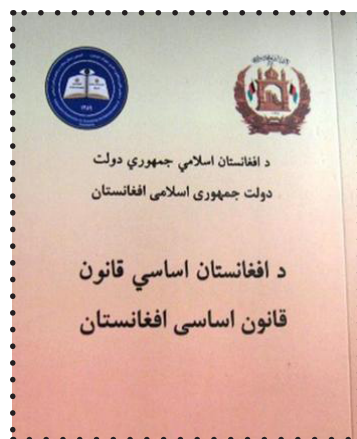 د افغانستان اسلامي جمهوري دولت
دولت جمهوری اسلامی افغانستان
د افغانستان اساسي قانون
قانون اساسی افغانستان